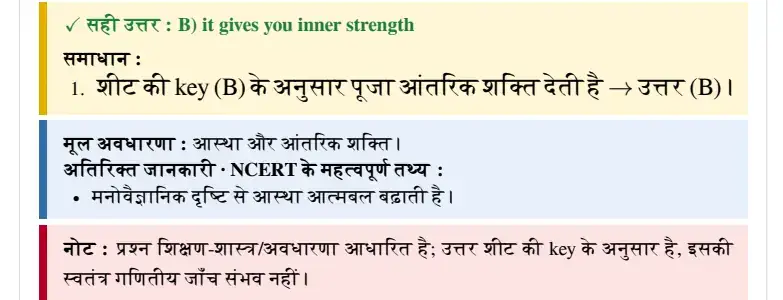 ✓ सही उत्तर : B) it gives you inner strength
समाधान :
1. शीट की key (B) के अनुसार पूजा आंतरिक शक्ति देती है → उत्तर (B)।
मूल अवधारणा : आस्था और आंतरिक शक्ति।
अतिरिक्त जानकारी · NCERT के महत्वपूर्ण तथ्य :
• मनोवैज्ञानिक दृष्टि से आस्था आत्मबल बढ़ाती है।
नोट : प्रश्न शिक्षण-शास्त्र/अवधारणा आधारित है; उत्तर शीट की key के अनुसार है, इसकी
स्वतंत्र गणितीय जाँच संभव नहीं।